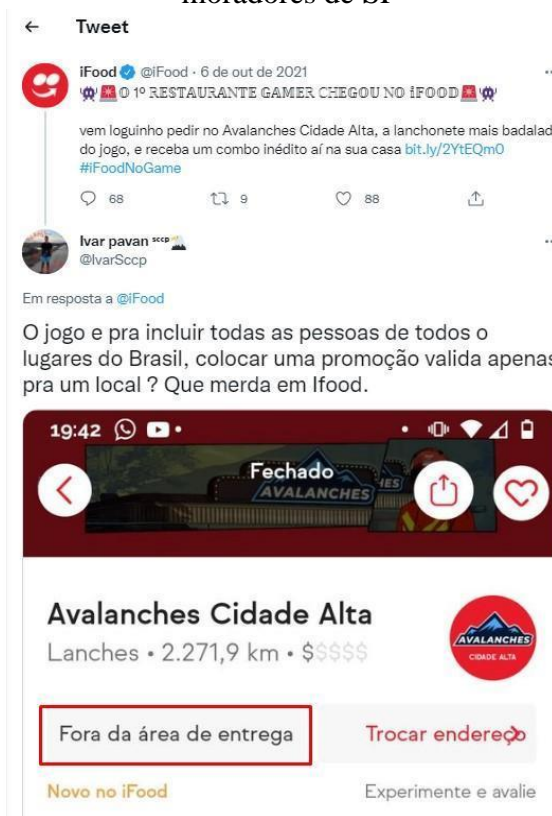 moradores de SP
Tweet
iFood @iFood · 6 de out de 2021
O 1º RESTAURANTE GAMER CHEGOU NO iFOOD
vem loguinho pedir no Avalanches Cidade Alta, a lanchonete mais badalad
do jogo, e receba um combo inédito aí na sua casa bit.ly/2YtEQm0
#iFoodNoGame
68 9 88
Ivar pavan sccp
@IvarSccp
Em resposta a @iFood
O jogo e pra incluir todas as pessoas de todos o
lugares do Brasil, colocar uma promoção valida apenas
pra um local ? Que merda em Ifood.
19:42
Fechado
AVALANCHES
Avalanches Cidade Alta
Lanches • 2.271,9 km • $$$$$
AVALANCHES
CIDADE ALTA
Fora da área de entrega Trocar endereço
Novo no iFood Experimente e avalie